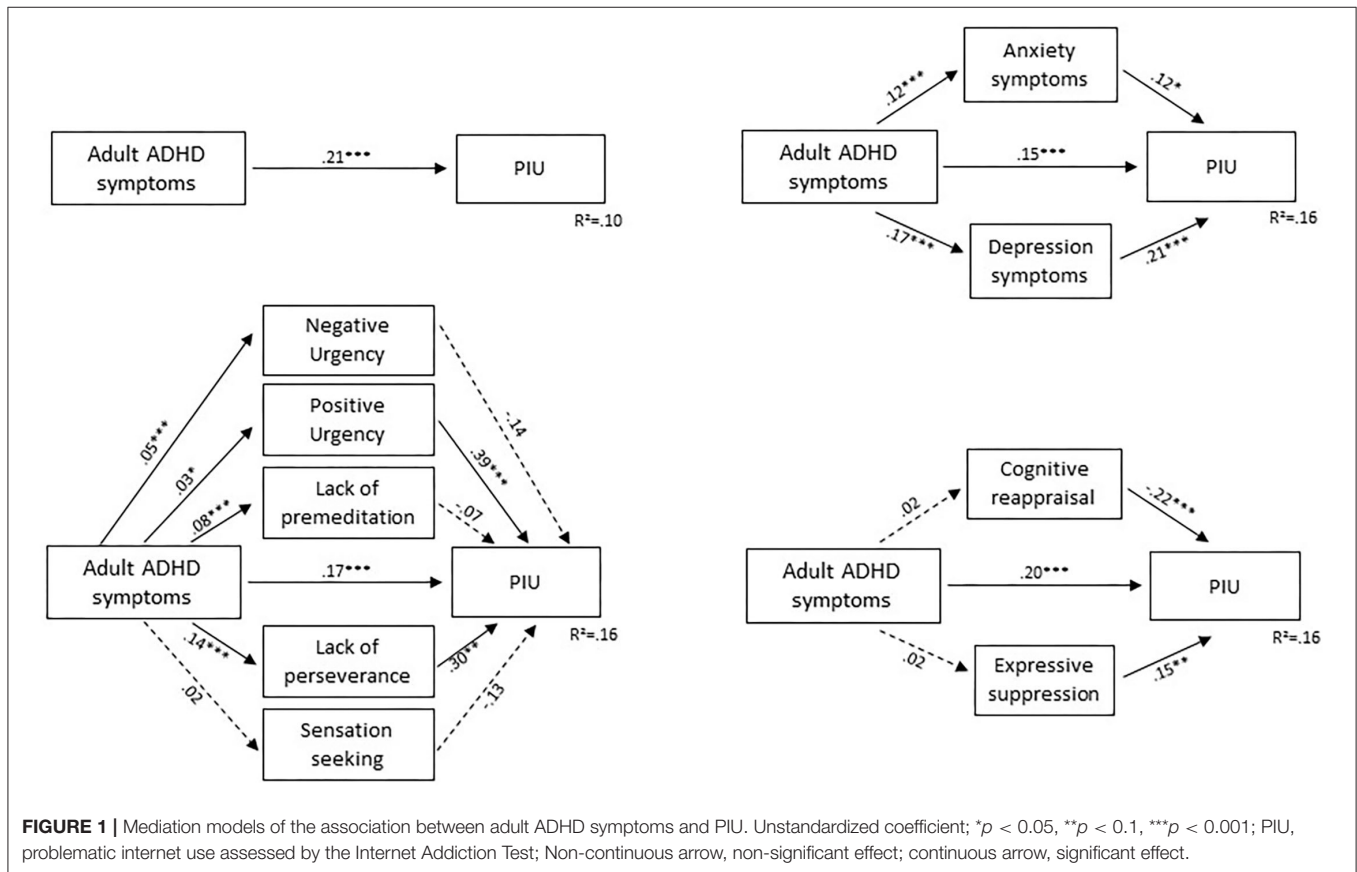 Adult ADHD
symptoms
.21***
PIU
R²=.10
Anxiety
symptoms
.12***
.12*
Adult ADHD
symptoms
.15***
PIU
R²=.16
.17***
Depression
symptoms
.21***
Negative
Urgency
.05***
-.14
Positive
Urgency
.03*
.39***
Lack of
premeditation
.08***
-.07
Adult ADHD
symptoms
.17***
PIU
R²=.16
.14***
Lack of
perseverance
.30**
.02
Sensation
seeking
-.13
Cognitive
reappraisal
.02
-.22***
Adult ADHD
symptoms
.20***
PIU
R²=.16
.02
Expressive
suppression
.15**
FIGURE 1 | Mediation models of the association between adult ADHD symptoms and PIU. Unstandardized coefficient; *p < 0.05, **p < 0.1, ***p < 0.001; PIU,
problematic internet use assessed by the Internet Addiction Test; Non-continuous arrow, non-significant effect; continuous arrow, significant effect.